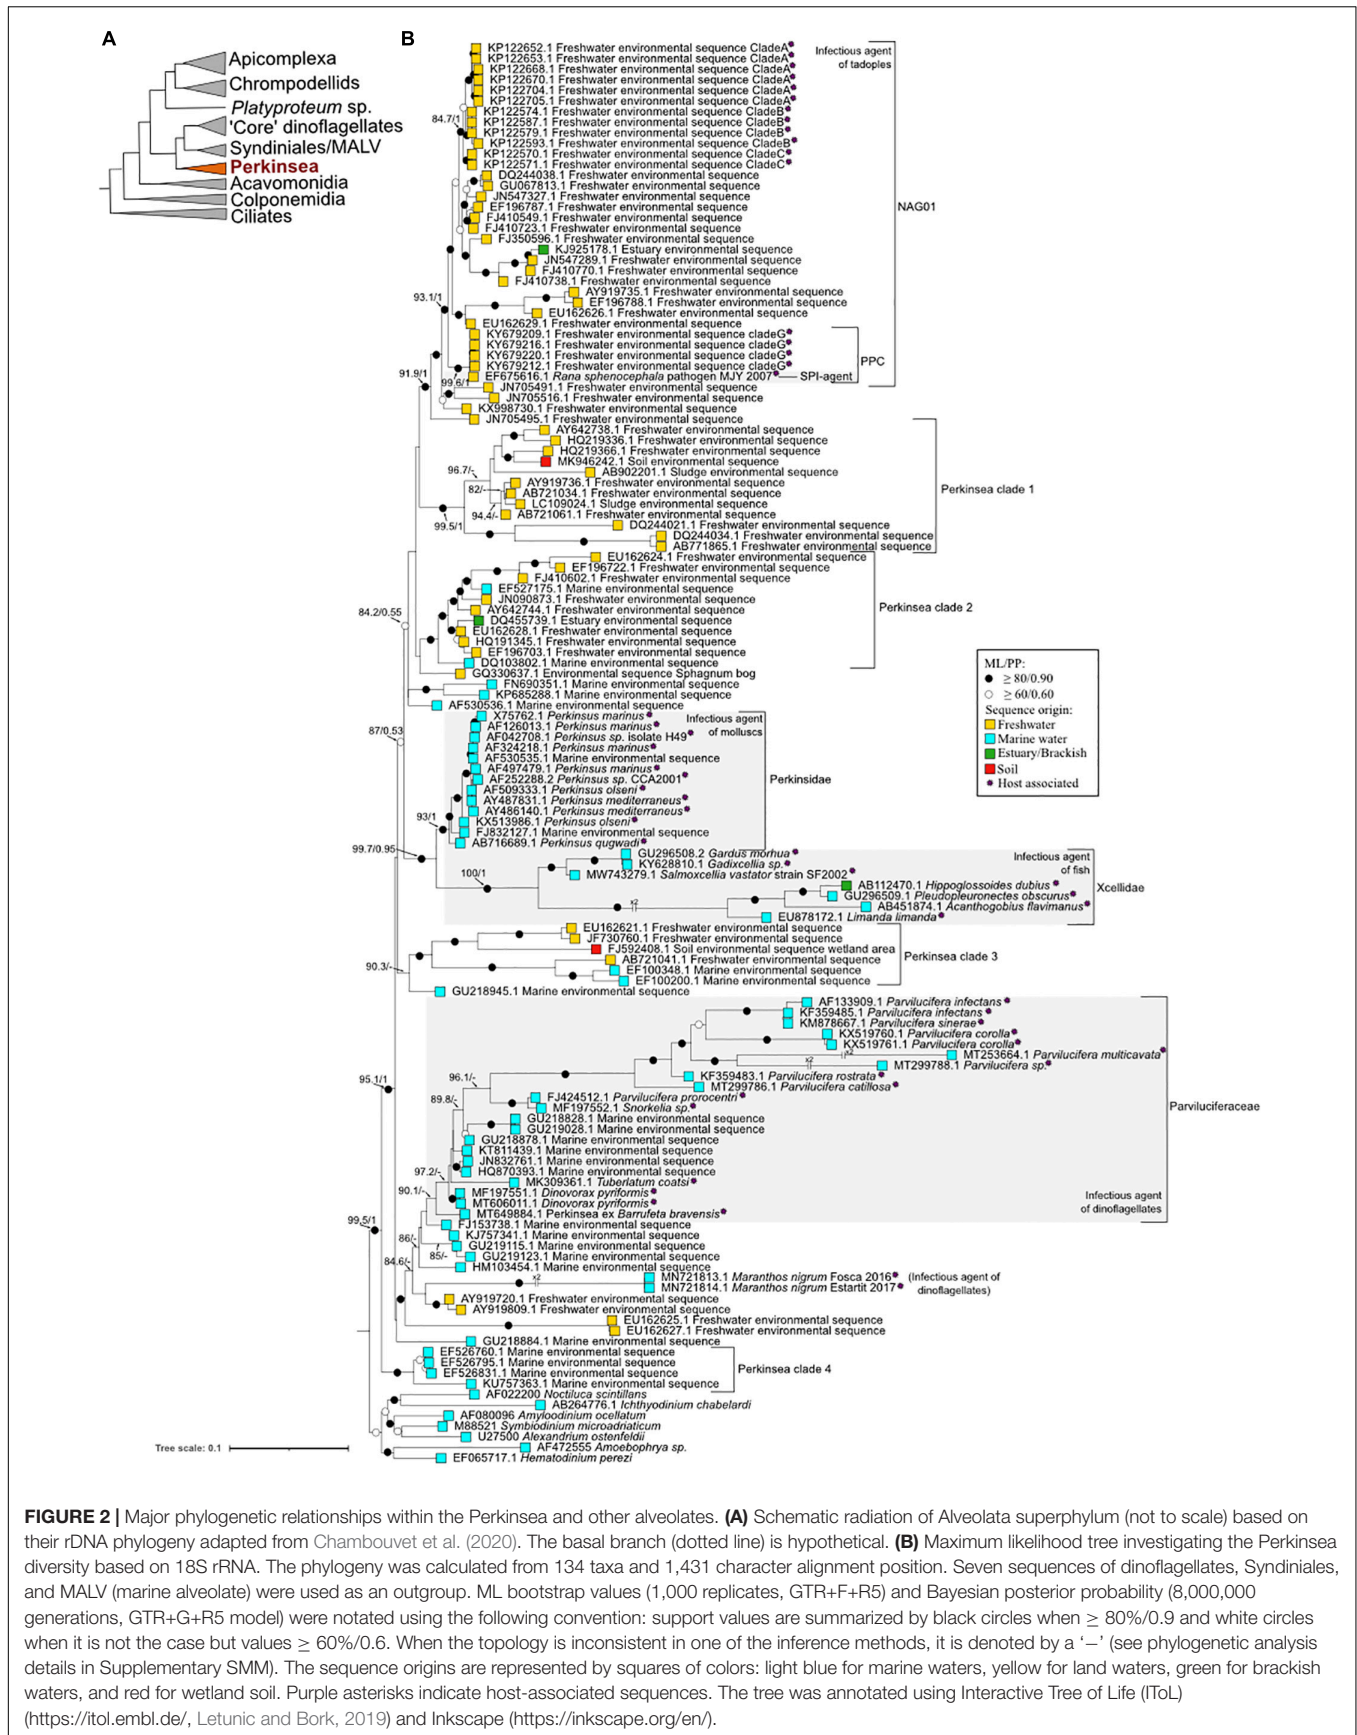 A
Apicomplexa
Chrompodellids
Platyproteum sp.
'Core' dinoflagellates
Syndiniales/MALV
Perkinsea
Acavomonidia
Colponemidia
Ciliates
B
KP122652.1 Freshwater environmental sequence CladeA*
KP122653.1 Freshwater environmental sequence CladeA*
KP122668.1 Freshwater environmental sequence CladeA*
KP122670.1 Freshwater environmental sequence CladeA*
KP122704.1 Freshwater environmental sequence CladeA*
KP122705.1 Freshwater environmental sequence CladeA*
KP122574.1 Freshwater environmental sequence CladeB*
KP122587.1 Freshwater environmental sequence CladeB*
KP122579.1 Freshwater environmental sequence CladeB*
KP122593.1 Freshwater environmental sequence CladeB*
KP122570.1 Freshwater environmental sequence CladeC*
KP122571.1 Freshwater environmental sequence CladeC*
DQ244038.1 Freshwater environmental sequence
GU067813.1 Freshwater environmental sequence
JN547327.1 Freshwater environmental sequence
EF196787.1 Freshwater environmental sequence
FJ410549.1 Freshwater environmental sequence
FJ410723.1 Freshwater environmental sequence
FJ350596.1 Freshwater environmental sequence
KJ925178.1 Estuary environmental sequence
JN547289.1 Freshwater environmental sequence
FJ410770.1 Freshwater environmental sequence
FJ410738.1 Freshwater environmental sequence
AY919735.1 Freshwater environmental sequence
EF196788.1 Freshwater environmental sequence
EU162626.1 Freshwater environmental sequence
EU162629.1 Freshwater environmental sequence
KY679209.1 Freshwater environmental sequence cladeG*
KY679216.1 Freshwater environmental sequence cladeG*
KY679220.1 Freshwater environmental sequence cladeG*
KY679212.1 Freshwater environmental sequence cladeG*
EF675616.1 Rana sphenocephala pathogen MJY 2007* SPI-agent
JN705491.1 Freshwater environmental sequence
JN705516.1 Freshwater environmental sequence
KX998730.1 Freshwater environmental sequence
JN705495.1 Freshwater environmental sequence
Infectious agent
of tadoples
NAG01
PPC
84.7/1
93.1/1
91.9/1
99.6/1
AY642738.1 Freshwater environmental sequence
HQ219336.1 Freshwater environmental sequence
HQ219366.1 Freshwater environmental sequence
MK946242.1 Soil environmental sequence
AB902201.1 Sludge environmental sequence
AY919736.1 Freshwater environmental sequence
AB721034.1 Freshwater environmental sequence
LC109024.1 Sludge environmental sequence
AB721061.1 Freshwater environmental sequence
DQ244021.1 Freshwater environmental sequence
DQ244034.1 Freshwater environmental sequence
AB771865.1 Freshwater environmental sequence
Perkinsea clade 1
96.7/-
82/-
94.4/-
99.5/1
EU162624.1 Freshwater environmental sequence
EF196722.1 Freshwater environmental sequence
FJ410602.1 Freshwater environmental sequence
EF527175.1 Marine environmental sequence
JN090873.1 Freshwater environmental sequence
AY642744.1 Freshwater environmental sequence
DQ455739.1 Estuary environmental sequence
EU162628.1 Freshwater environmental sequence
HQ191345.1 Freshwater environmental sequence
EF196703.1 Freshwater environmental sequence
DQ103802.1 Marine environmental sequence
GQ330637.1 Environmental sequence Sphagnum bog
FN690351.1 Marine environmental sequence
KP685288.1 Marine environmental sequence
AF530536.1 Marine environmental sequence
Perkinsea clade 2
84.2/0.55
87/0.53
ML/PP:
≥ 80/0.90
≥ 60/0.60
Sequence origin:
Freshwater
Marine water
Estuary/Brackish
Soil
* Host associated
X75762.1 Perkinsus marinus*
AF126013.1 Perkinsus marinus*
AF042708.1 Perkinsus sp. isolate H49*
AF324218.1 Perkinsus marinus*
AF530535.1 Marine environmental sequence
AF497479.1 Perkinsus marinus*
AF252288.2 Perkinsus sp. CCA2001*
AF509333.1 Perkinsus olseni*
AY487831.1 Perkinsus mediterraneus*
AY486140.1 Perkinsus mediterraneus*
KX513986.1 Perkinsus olseni*
FJ832127.1 Marine environmental sequence
AB716689.1 Perkinsus qugwadi*
Infectious agent
of molluscs
Perkinsidae
93/1
99.7/0.95
100/1
GU296508.2 Gardus morhua*
KY628810.1 Gadixcellia sp.*
MW743279.1 Salmoxcellia vastator strain SF2002*
AB112470.1 Hippoglossoides dubius*
GU296509.1 Pleudopleuronectes obscurus*
AB451874.1 Acanthogobius flavimanus*
EU878172.1 Limanda limanda*
x2
Infectious agent
of fish
Xcellidae
EU162621.1 Freshwater environmental sequence
JF730760.1 Freshwater environmental sequence
FJ592408.1 Soil environmental sequence wetland area
AB721041.1 Freshwater environmental sequence
EF100348.1 Marine environmental sequence
EF100200.1 Marine environmental sequence
GU218945.1 Marine environmental sequence
Perkinsea clade 3
90.3/-
AF133909.1 Parvilucifera infectans*
KF359485.1 Parvilucifera infectans*
KM878667.1 Parvilucifera sinerae*
KX519760.1 Parvilucifera corolla*
KX519761.1 Parvilucifera corolla*
x2
MT253664.1 Parvilucifera multicavata*
x2
MT299788.1 Parvilucifera sp.*
KF359483.1 Parvilucifera rostrata*
MT299786.1 Parvilucifera catillosa*
FJ424512.1 Parvilucifera prorocentri*
MF197552.1 Snorkelia sp.*
GU218828.1 Marine environmental sequence
GU219028.1 Marine environmental sequence
GU218878.1 Marine environmental sequence
KT811439.1 Marine environmental sequence
JN832761.1 Marine environmental sequence
HQ870393.1 Marine environmental sequence
MK309361.1 Tuberlatum coatsi*
MF197551.1 Dinovorax pyriformis*
MT606011.1 Dinovorax pyriformis*
MT649884.1 Perkinsea ex Barrufeta bravensis*
Parviluciferaceae
Infectious agent
of dinoflagellates
95.1/1
96.1/-
89.8/-
97.2/-
90.1/-
99.5/1
86/-
85/-
84.6/-
FJ153738.1 Marine environmental sequence
KJ757341.1 Marine environmental sequence
GU219115.1 Marine environmental sequence
GU219123.1 Marine environmental sequence
HM103454.1 Marine environmental sequence
x2
MN721813.1 Maranthos nigrum Fosca 2016*
MN721814.1 Maranthos nigrum Estartit 2017*
(Infectious agent of
dinoflagellates)
AY919720.1 Freshwater environmental sequence
AY919809.1 Freshwater environmental sequence
EU162625.1 Freshwater environmental sequence
EU162627.1 Freshwater environmental sequence
GU218884.1 Marine environmental sequence
EF526760.1 Marine environmental sequence
EF526795.1 Marine environmental sequence
EF526831.1 Marine environmental sequence
KU757363.1 Marine environmental sequence
Perkinsea clade 4
AF022200 Noctiluca scintillans
AB264776.1 Ichthyodinium chabelardi
AF080096 Amyloodinium ocellatum
M88521 Symbiodinium microadriaticum
U27500 Alexandrium ostenfeldii
AF472555 Amoebophrya sp.
EF065717.1 Hematodinium perezi
Tree scale: 0.1
FIGURE 2 | Major phylogenetic relationships within the Perkinsea and other alveolates. (A) Schematic radiation of Alveolata superphylum (not to scale) based on
their rDNA phylogeny adapted from Chambouvet et al. (2020). The basal branch (dotted line) is hypothetical. (B) Maximum likelihood tree investigating the Perkinsea
diversity based on 18S rRNA. The phylogeny was calculated from 134 taxa and 1,431 character alignment position. Seven sequences of dinoflagellates, Syndiniales,
and MALV (marine alveolate) were used as an outgroup. ML bootstrap values (1,000 replicates, GTR+F+R5) and Bayesian posterior probability (8,000,000
generations, GTR+G+R5 model) were notated using the following convention: support values are summarized by black circles when ≥ 80%/0.9 and white circles
when it is not the case but values ≥ 60%/0.6. When the topology is inconsistent in one of the inference methods, it is denoted by a ‘−’ (see phylogenetic analysis
details in Supplementary SMM). The sequence origins are represented by squares of colors: light blue for marine waters, yellow for land waters, green for brackish
waters, and red for wetland soil. Purple asterisks indicate host-associated sequences. The tree was annotated using Interactive Tree of Life (IToL)
(https://itol.embl.de/, Letunic and Bork, 2019) and Inkscape (https://inkscape.org/en/).